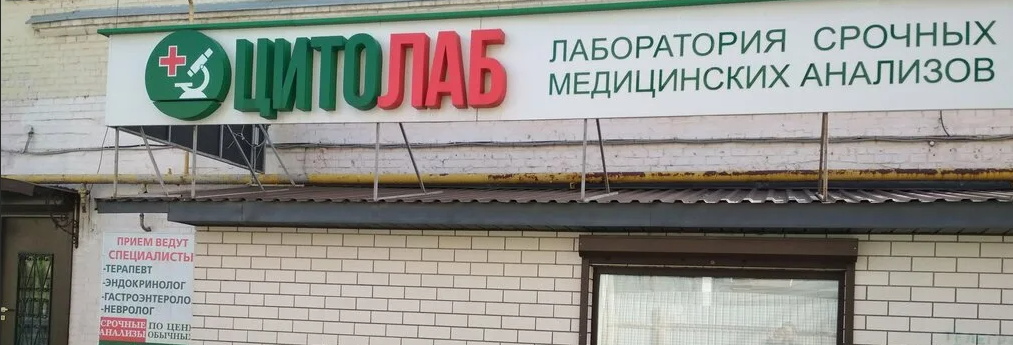 ЦИТОЛАБ
ЛАБОРАТОРИЯ СРОЧНЫХ
МЕДИЦИНСКИХ АНАЛИЗОВ
ПРИЕМ ВЕДУТ
СПЕЦИАЛИСТЫ
-ТЕРАПЕВТ
-ЭНДОКРИНОЛОГ
-ГАСТРОЭНТЕРОЛО
-НЕВРОЛОГ
СРОЧНЫЕ ПО ЦЕН
АНАЛИЗЫ ОБЫЧНЫ